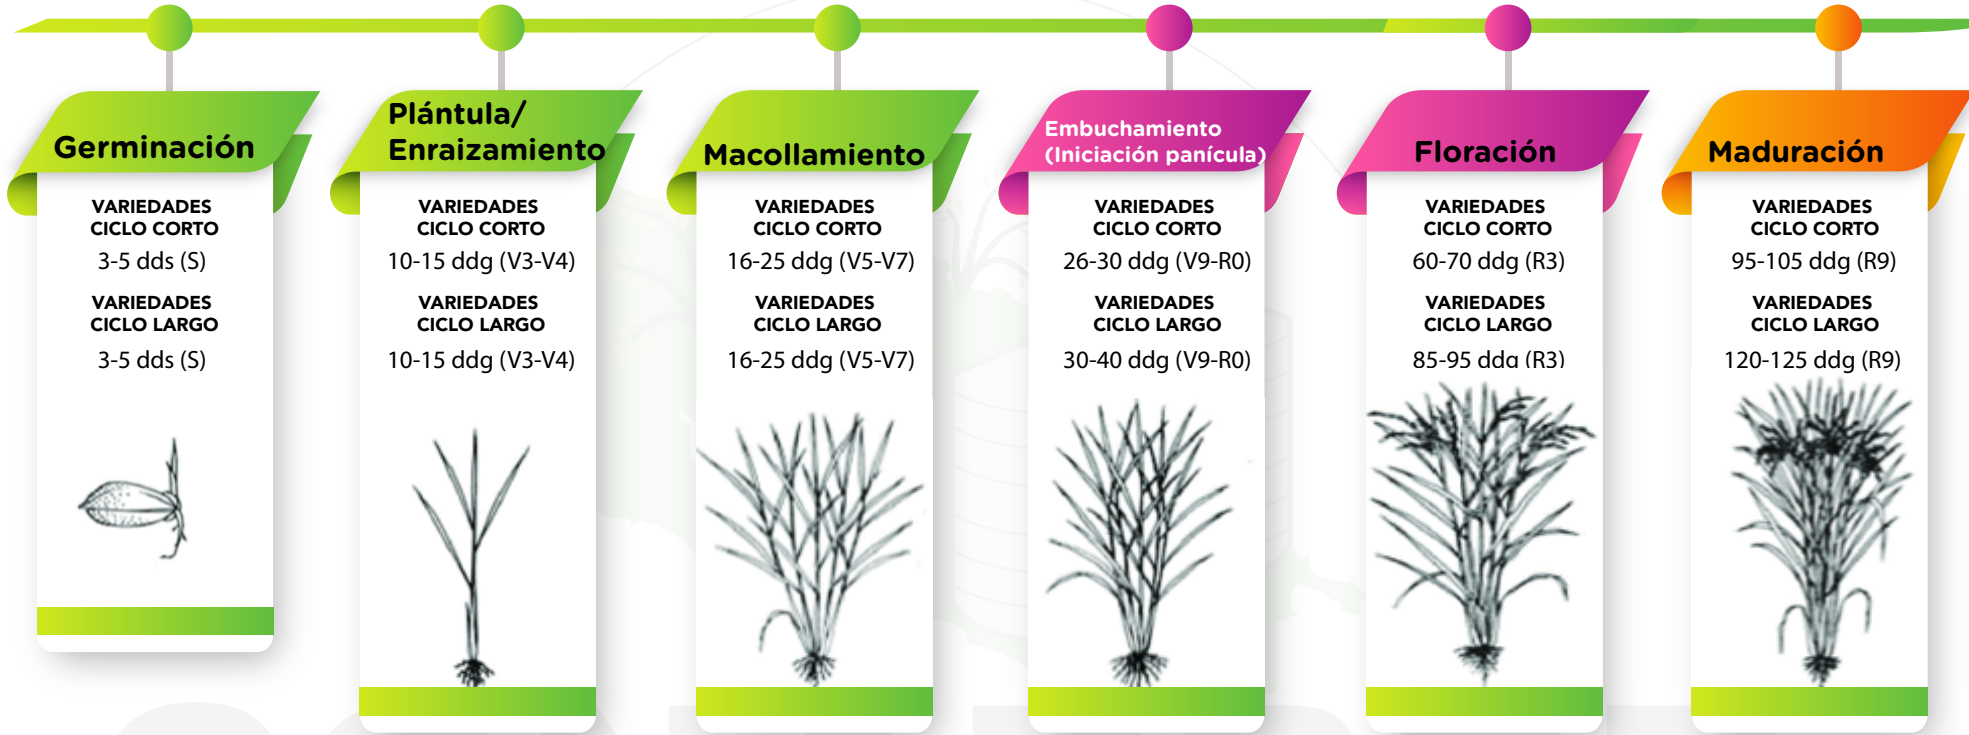 Germinación
VARIEDADES
CICLO CORTO
3-5 dds (S)
VARIEDADES
CICLO LARGO
3-5 dds (S)
Plántula/
Enraizamiento
VARIEDADES
CICLO CORTO
10-15 ddg (V3-V4)
VARIEDADES
CICLO LARGO
10-15 ddg (V3-V4)
Macollamiento
VARIEDADES
CICLO CORTO
16-25 ddg (V5-V7)
VARIEDADES
CICLO LARGO
16-25 ddg (V5-V7)
Embuchamiento
(Iniciación panícula)
VARIEDADES
CICLO CORTO
26-30 ddg (V9-R0)
VARIEDADES
CICLO LARGO
30-40 ddg (V9-R0)
Floración
VARIEDADES
CICLO CORTO
60-70 ddg (R3)
VARIEDADES
CICLO LARGO
85-95 ddg (R3)
Maduración
VARIEDADES
CICLO CORTO
95-105 ddg (R9)
VARIEDADES
CICLO LARGO
120-125 ddg (R9)